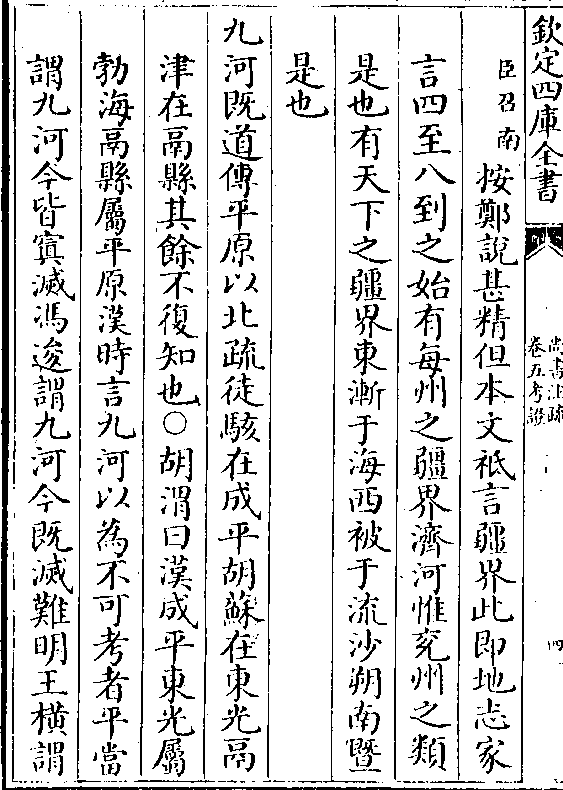 欽定四庫全書
尚書注疏
卷五考證
四
臣召南按鄭說甚精但本文祗言疆界此即地志家
言四至八到之始有每州之疆界濟河惟兗州之類
是也有天下之疆界東漸于海西被于流沙朔南暨
是也
九河既道傳平原以北疏徒駭在成平胡蘇在東光鬲
津在鬲縣其餘不復知也○胡渭曰漢成平東光屬
勃海鬲縣屬平原漢時言九河以為不可考者平當
謂九河今皆寘滅馮逡謂九河今既滅難明王橫謂